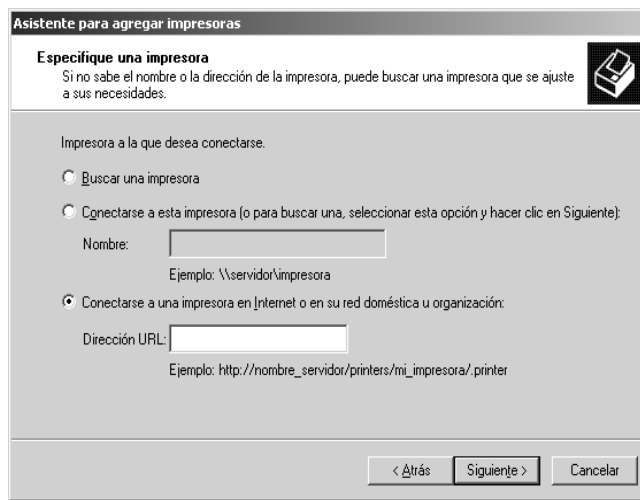 Asistente para agregar impresoras
Especifique una impresora
Si no sabe el nombre o la dirección de la impresora, puede buscar una impresora que se ajuste
a sus necesidades.
Impresora a la que desea conectarse.
Buscar una impresora
Conectarse a esta impresora (o para buscar una, seleccionar esta opción y hacer clic en Siguiente):
Nombre:
Ejemplo: \\servidor\impresora
Conectarse a una impresora en Internet o en su red doméstica u organización:
Dirección URL:
Ejemplo: http://nombre_servidor/printers/mi_impresora/.printer
< Atrás
Siguiente >
Cancelar